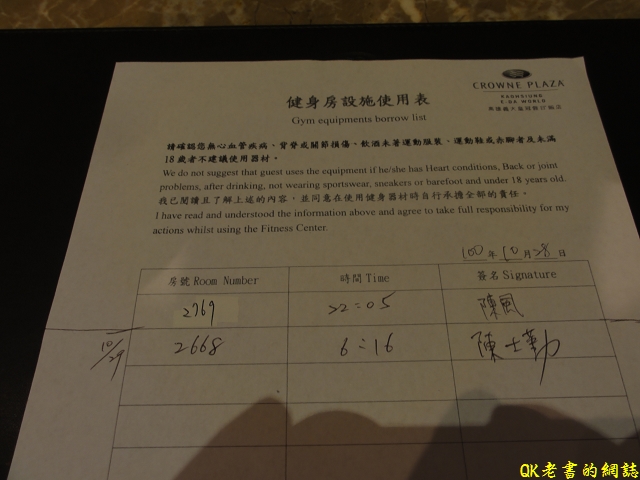 CROWNE PLAZA
KAOHSIUNG
E-DA WORLD
高雄義大皇冠假日飯店
健身房設施使用表
Gym equipments borrow list
請確認您無心血管疾病、背脊或關節損傷、飲酒未著運動服裝、運動鞋或赤腳者及未滿
18歲者不建議使用器材。
We do not suggest that guest uses the equipment if he/she has Heart conditions, Back or joint
problems, after drinking, not wearing sportswear, sneakers or barefoot and under 18 years old.
我已閱讀且了解上述的內容，並同意在使用健身器材時自行承擔全部的責任。
I have read and understood the information above and agree to take full responsibility for my
actions whilst using the Fitness Center
100 年 10 月 28 日
房號 Room Number 時間 Time 簽名 Signature
2769 22:05 陳風
10/29 2668 6:16 陳士勤
QK老書的網誌